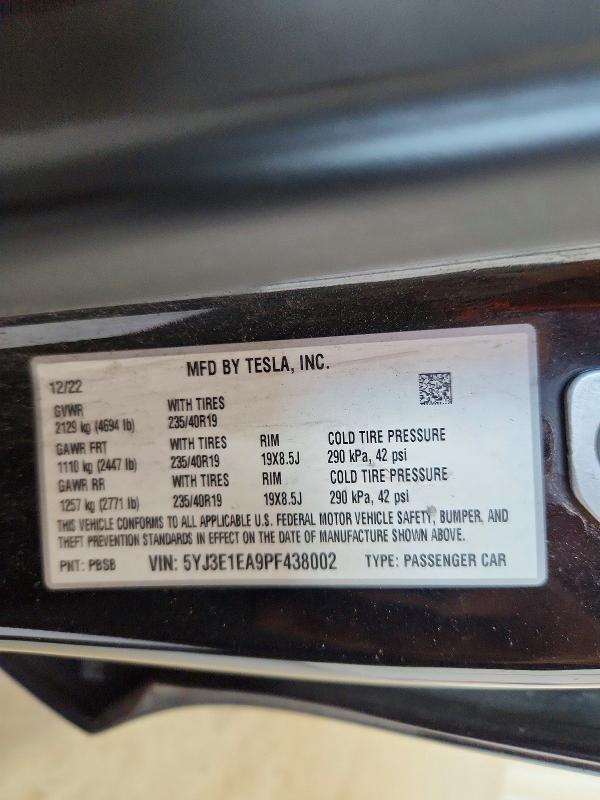 MFD BY TESLA, INC.
12/22
GVWR WITH TIRES
2129 kg (4694 lb) 235/40R19
GAWR FRT WITH TIRES RIM COLD TIRE PRESSURE
1110 kg (2447 lb) 235/40R19 19X8.5J 290 kPa, 42 psi
GAWR RR WITH TIRES RIM COLD TIRE PRESSURE
1257 kg (2771 lb) 235/40R19 19X8.5J 290 kPa, 42 psi
THIS VEHICLE CONFORMS TO ALL APPLICABLE U.S. FEDERAL MOTOR VEHICLE SAFETY, BUMPER, AND
THEFT PREVENTION STANDARDS IN EFFECT ON THE DATE OF MANUFACTURE SHOWN ABOVE.
PNT: PBSB VIN: 5YJ3E1EA9PF438002 TYPE: PASSENGER CAR